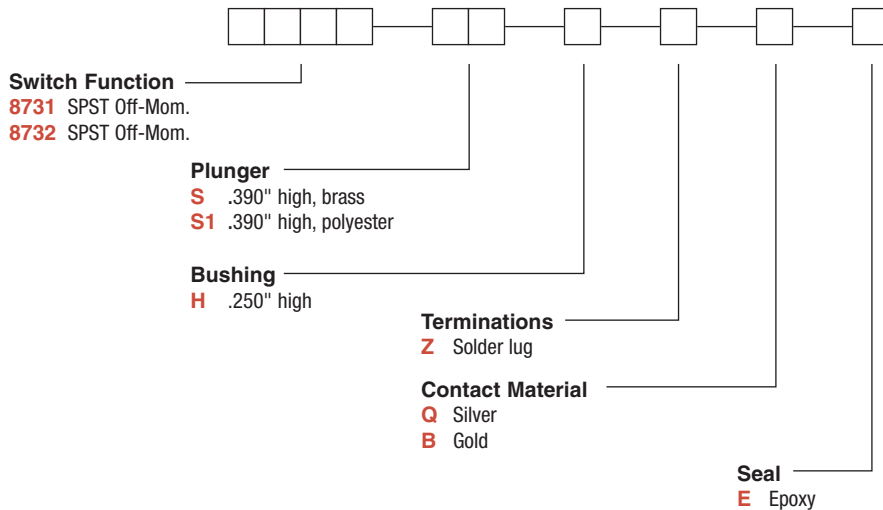 Switch Function
8731 SPST Off-Mom.
8732 SPST Off-Mom.
Plunger
S .390" high, brass
S1 .390" high, polyester
Bushing
H .250" high
Terminations
Z Solder lug
Contact Material
Q Silver
B Gold
Seal
E Epoxy